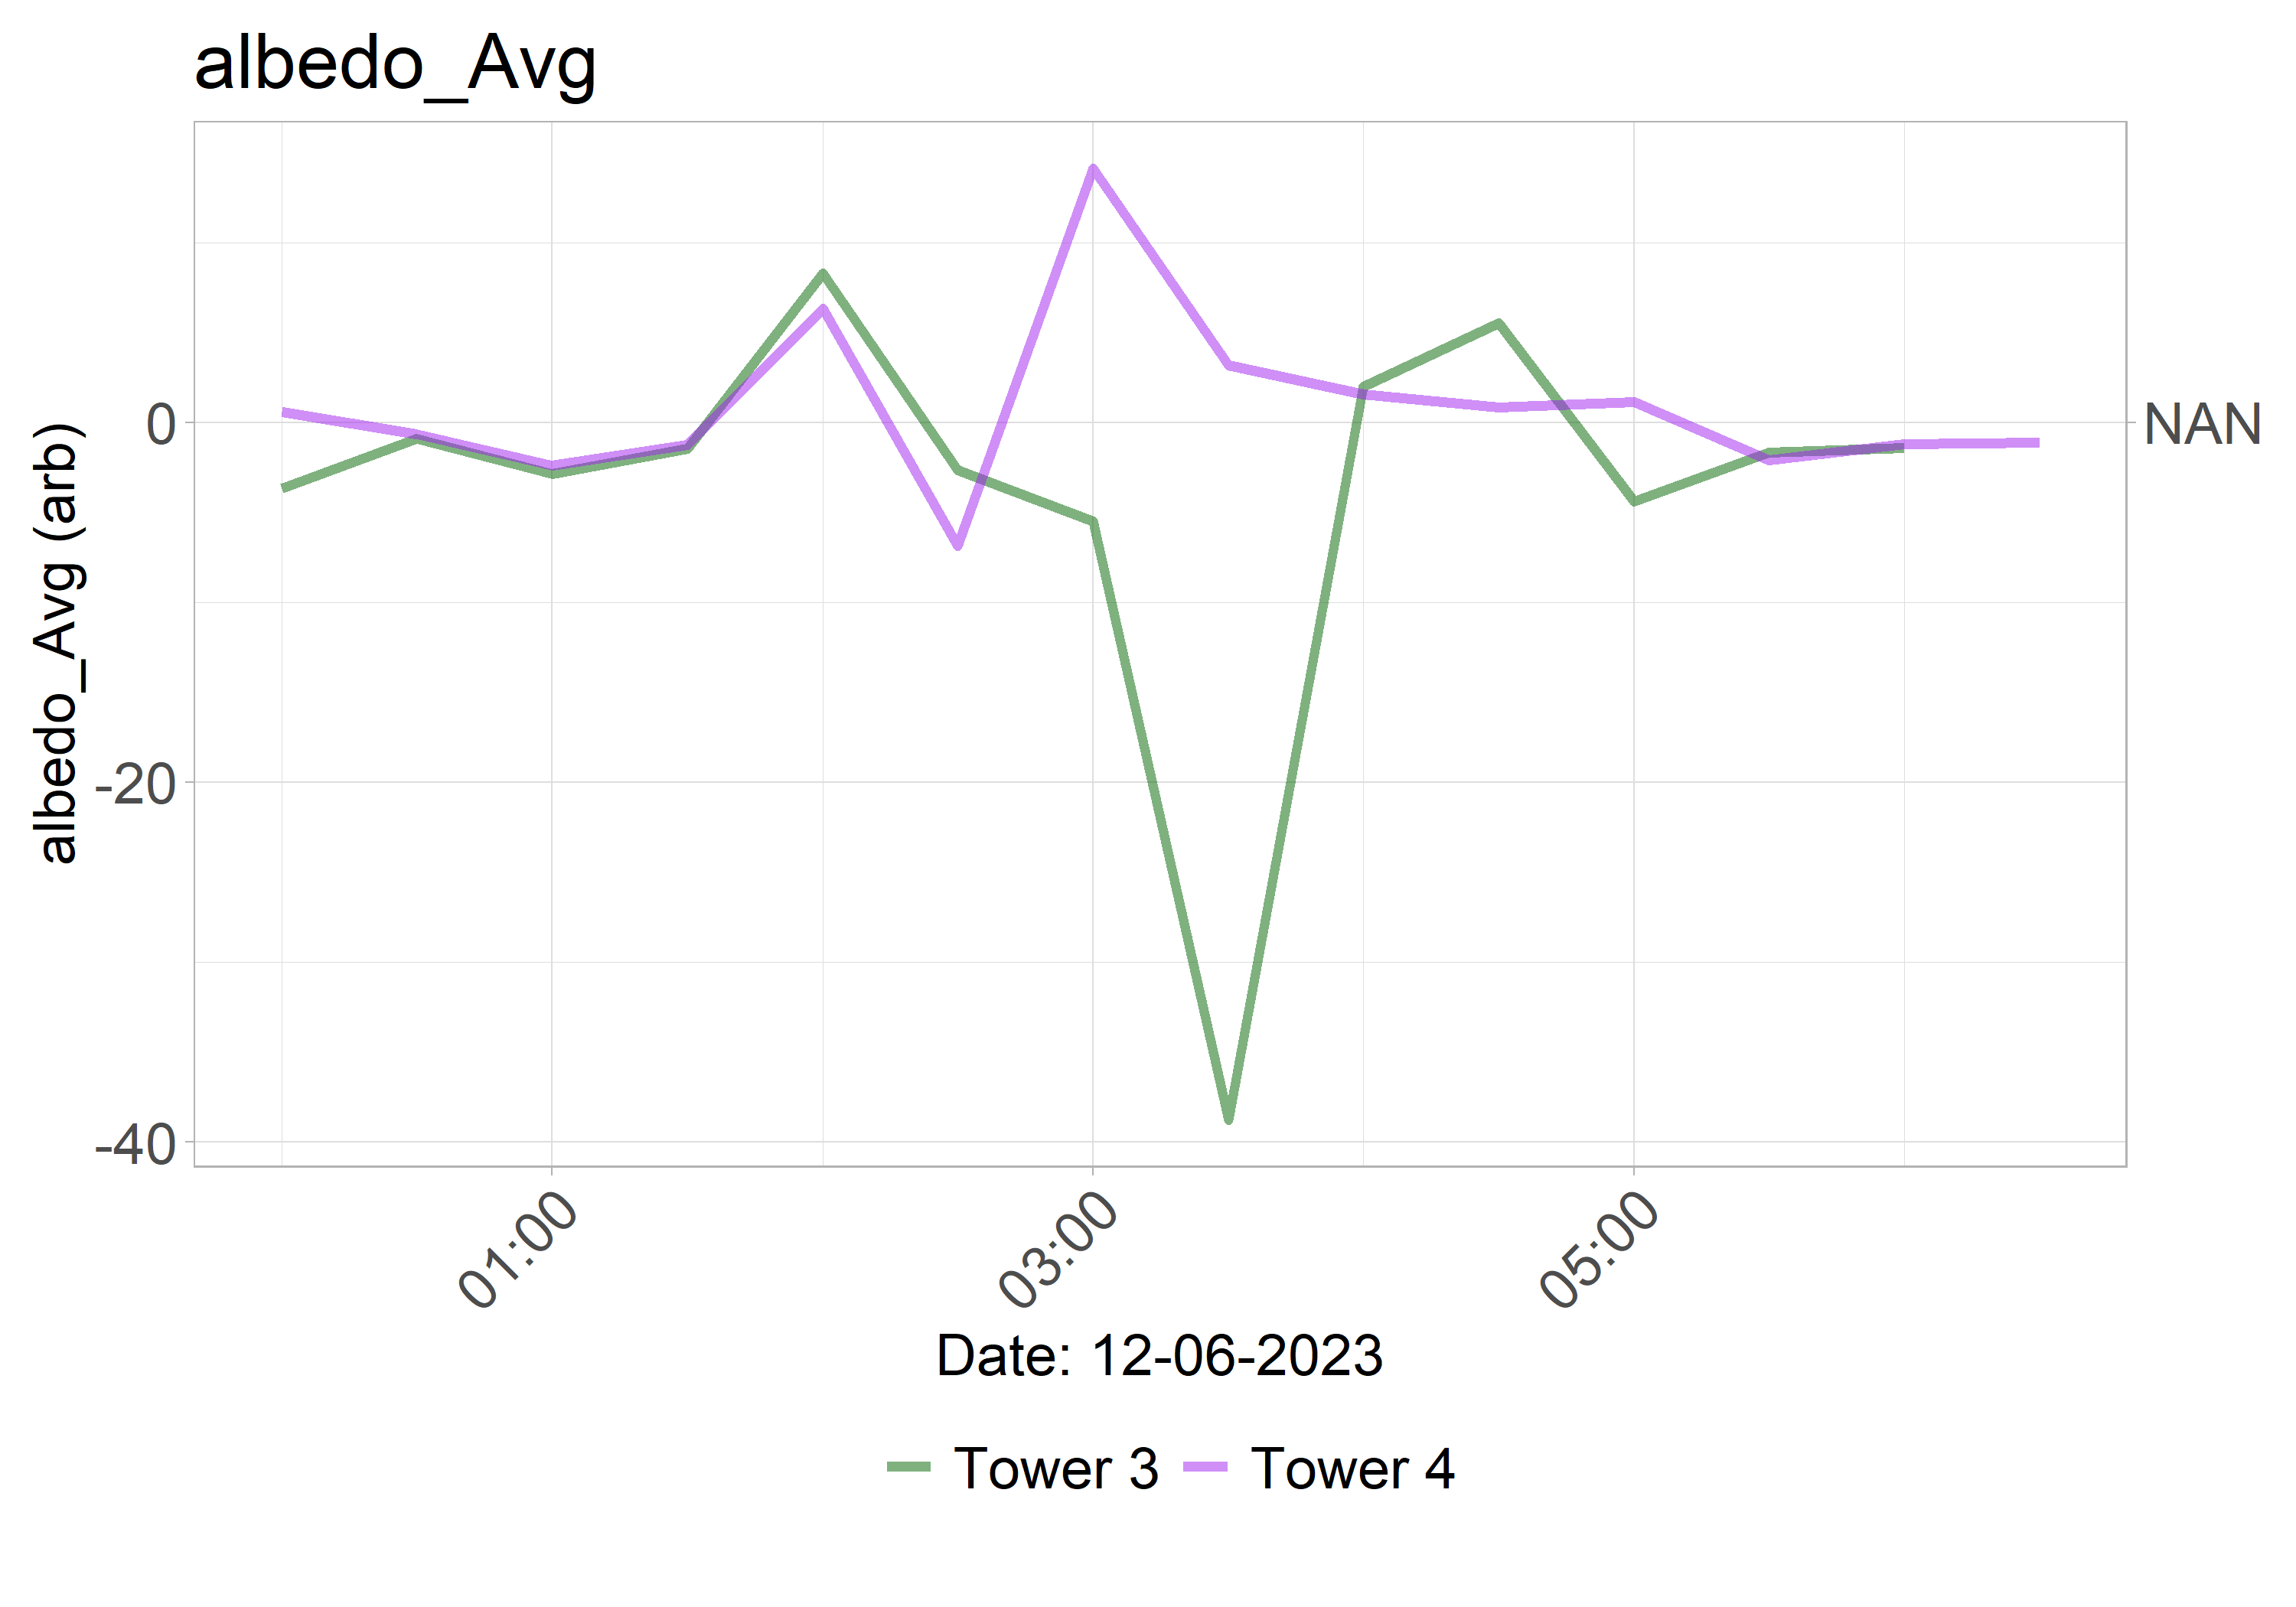 albedo_Avg
albedo_Avg (arb)
0
-20
-40
NAN
01:00
03:00
05:00
Date: 12-06-2023
Tower 3
Tower 4